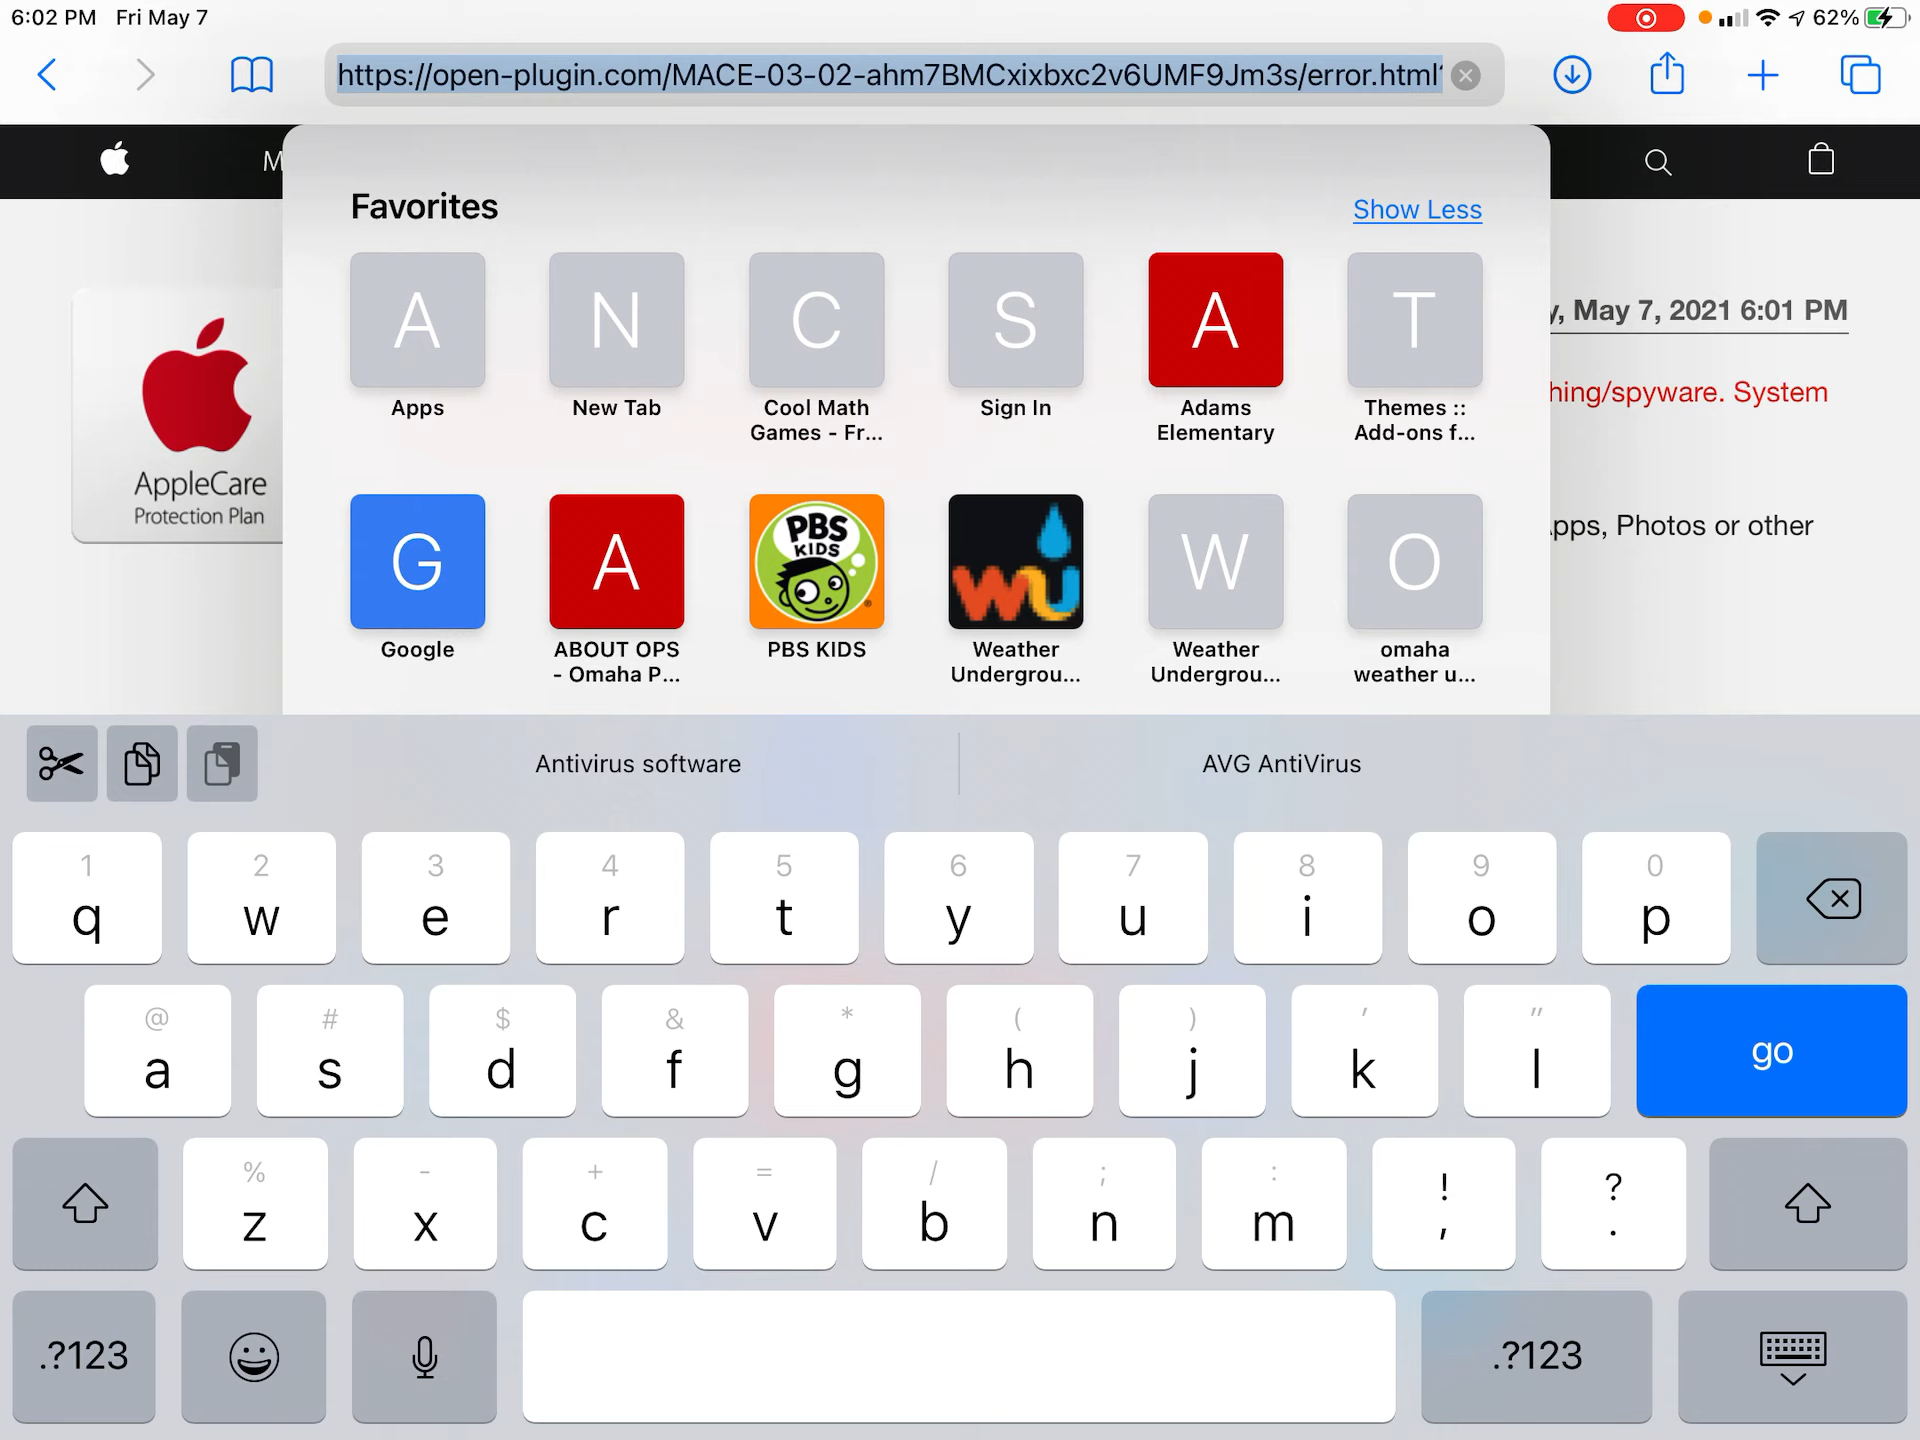 6:02 PM Fri May 7
62%
https://open-plugin.com/MACE-03-02-ahm7BMCxixbxc2v6UMF9Jm3s/error.html?
M
Favorites
Show Less
A N C S A T
Apps
New Tab
Cool Math
Games - Fr...
Sign In
Adams
Elementary
Themes ::
Add-ons f...
G A PBS KIDS WU W O
Google
ABOUT OPS
- Omaha P...
PBS KIDS
Weather
Undergrou...
Weather
Undergrou...
omaha
weather u...
AppleCare
Protection Plan
y, May 7, 2021 6:01 PM
hing/spyware. System
Apps, Photos or other
Antivirus software
AVG AntiVirus
1 2 3 4 5 6 7 8 9 0
q w e r t y u i o p
@ # $ & * ( ) ' "
a s d f g h j k l
go
% - + = / ; : ! ?
z x c v b n m , .
.?123
.?123